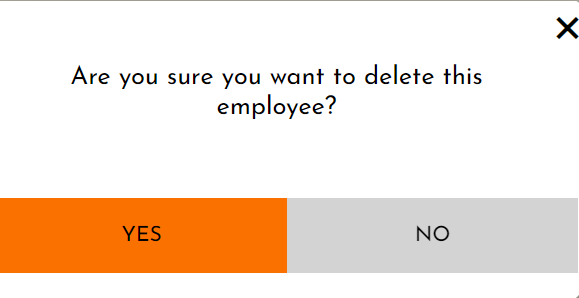 Are you sure you want to delete this
employee?
YES
NO